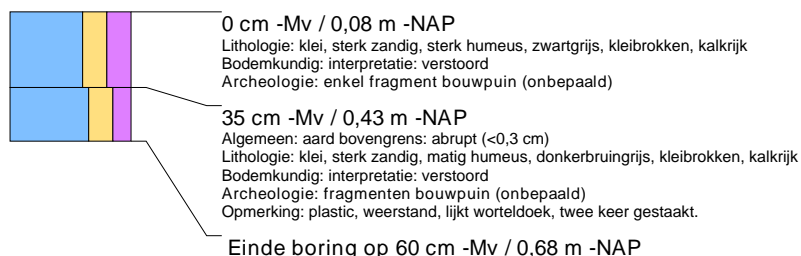 0 cm -Mv / 0,08 m -NAP
Lithologie: klei, sterk zandig, sterk humeus, zwartgrijs, kleibrokken, kalkrijk
Bodemkundig: interpretatie: verstoord
Archeologie: enkel fragment bouwpuin (onbepaald)
35 cm -Mv / 0,43 m -NAP
Algemeen: aard bovengrens: abrupt (<0,3 cm)
Lithologie: klei, sterk zandig, matig humeus, donkerbruingrijs, kleibrokken, kalkrijk
Bodemkundig: interpretatie: verstoord
Archeologie: fragmenten bouwpuin (onbepaald)
Opmerking: plastic, weerstand, lijkt worteldoek, twee keer gestaakt.
Einde boring op 60 cm -Mv / 0,68 m -NAP